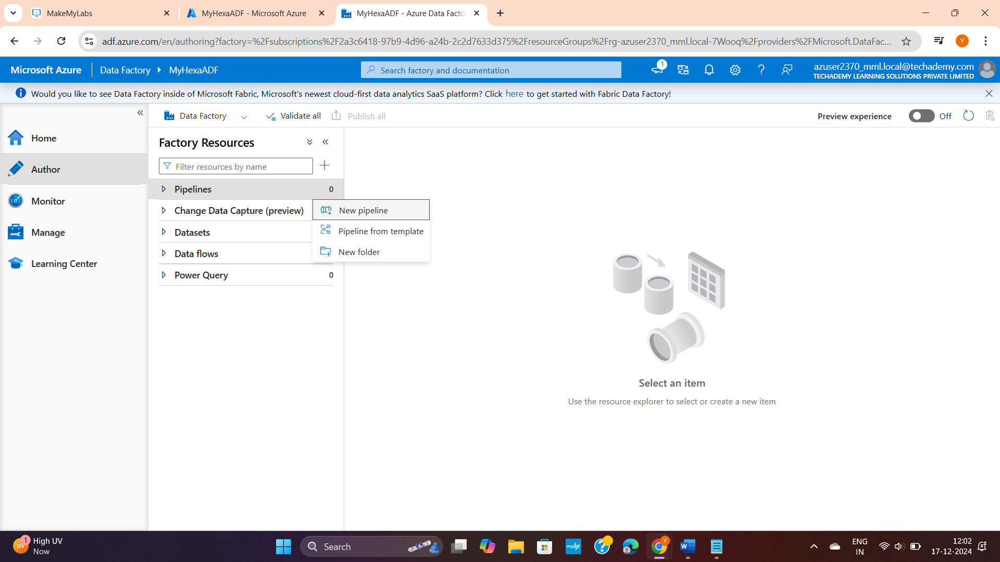 MakeMyLabs
MyHexaADF - Microsoft Azure
MyHexaADF - Azure Data Facto
adf.azure.com/en/authoring?factory=%2Fsubscriptions%2F2a3c6418-97b9-4d96-a24b-2c2d7633d375%2FresourceGroups%2Frg-azuser2370_mml.local-7Wooq%2Fproviders%2FMicrosoft.DataFac...
Y
Microsoft Azure
Data Factory
MyHexaADF
Search factory and documentation
1
azuser2370_mml.local@techademy.com
TECHADEMY LEARNING SOLUTIONS PRIVATE LIMITED
Would you like to see Data Factory inside of Microsoft Fabric, Microsoft's newest cloud-first data analytics SaaS platform? Click here to get started with Fabric Data Factory!
Data Factory
Validate all
Publish all
Preview experience
Off
Home
Author
Monitor
Manage
Learning Center
Factory Resources
Filter resources by name
Pipelines 0
Change Data Capture (preview)
Datasets
Data flows
Power Query 0
New pipeline
Pipeline from template
New folder
Select an item
Use the resource explorer to select or create a new item
UV
1
High UV
Now
Search
myhp
Y
W
ENG
IN
12:02
17-12-2024